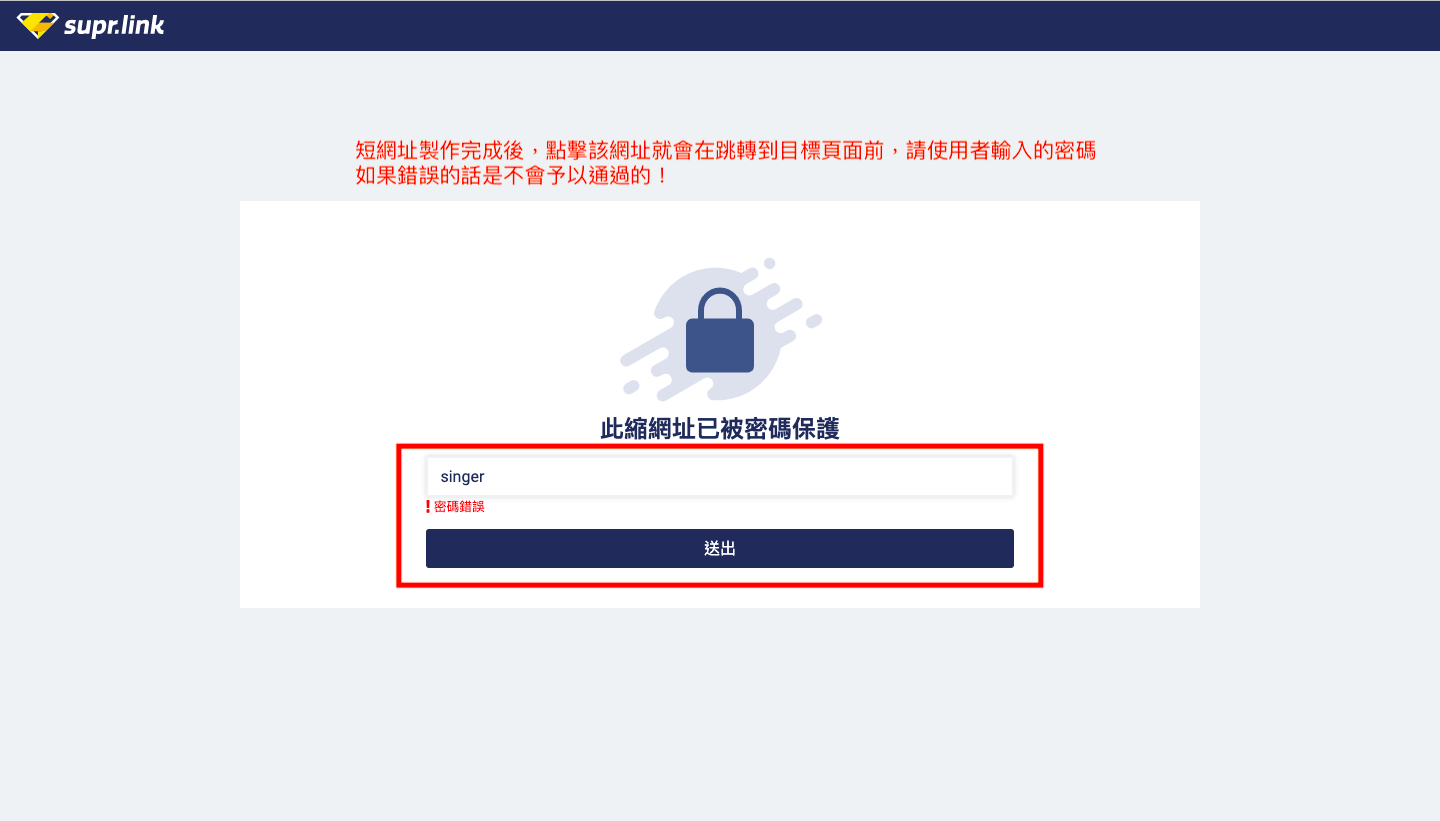 supr.link
短網址製作完成後，點擊該網址就會在跳轉到目標頁面前，請使用者輸入的密碼
如果錯誤的話是不會予以通過的！
此縮網址已被密碼保護
singer
! 密碼錯誤
送出